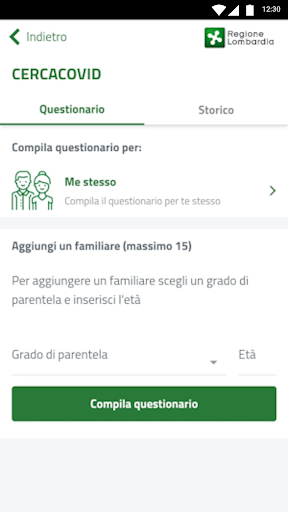 12:30
Indietro
Regione
Lombardia
CERCACOVID
Questionario
Storico
Compila questionario per:
Me stesso
Compila il questionario per te stesso
Aggiungi un familiare (massimo 15)
Per aggiungere un familiare scegli un grado di
parentela e inserisci l'età
Grado di parentela
Età
Compila questionario